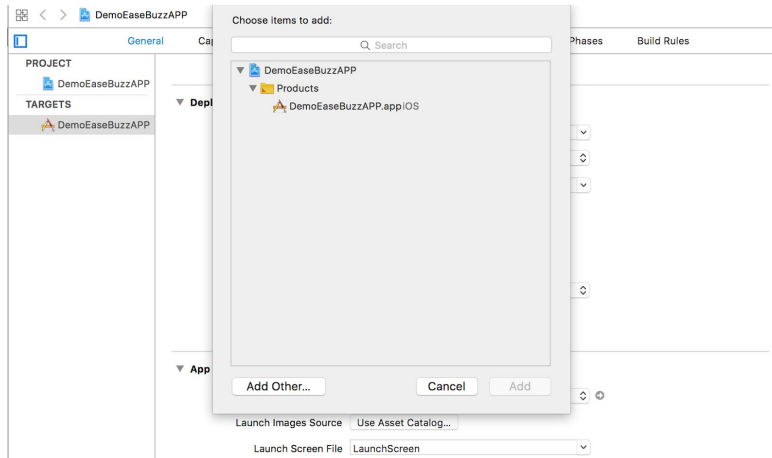 DemoEaseBuzzAPP
General
Ca
Phases
Build Rules
Choose items to add:
Search
DemoEaseBuzzAPP
Products
DemoEaseBuzzAPP.app iOS
PROJECT
DemoEaseBuzzAPP
TARGETS
DemoEaseBuzzAPP
Depl
App
Add Other...
Cancel
Add
Launch Images Source
Use Asset Catalog...
Launch Screen File
LaunchScreen